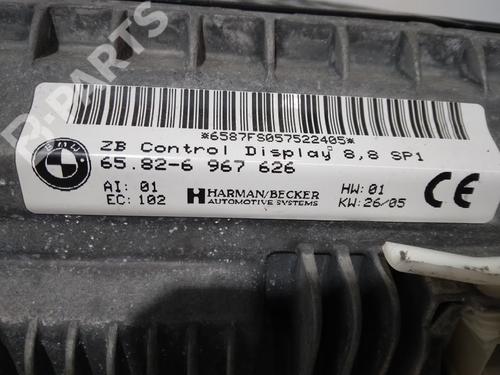 B-PARTS
*6587FS057522405*
BMW
ZB Control Display 8,8 SP1
65.82-6 967 626
AI: 01
EC: 102
HARMAN/BECKER
AUTOMOTIVE SYSTEMS
HW: 01
KW: 26/05
CE